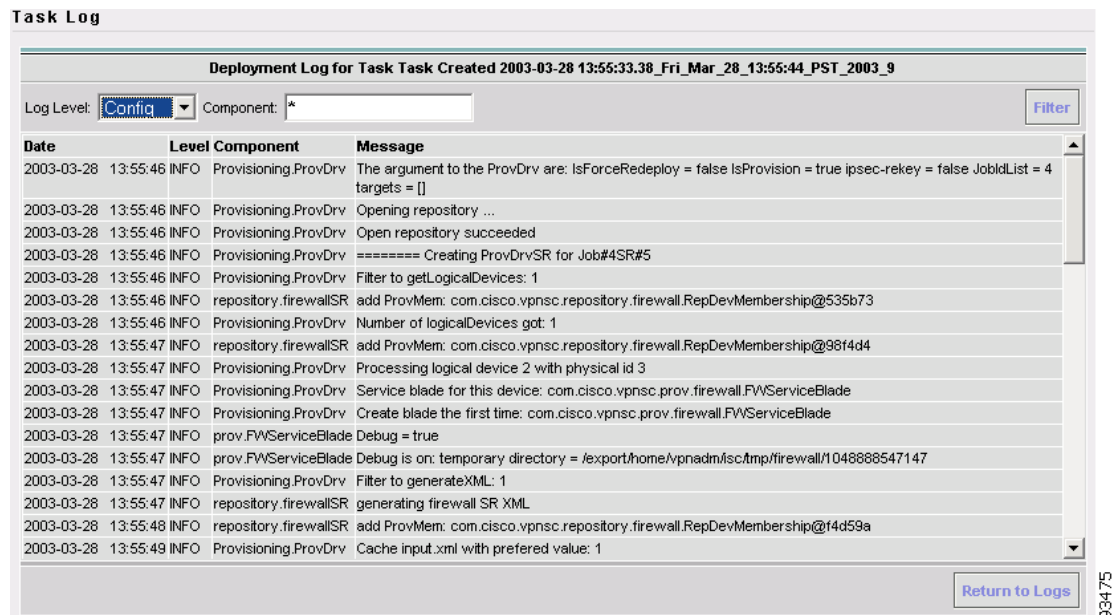 Task Log
Deployment Log for Task Task Created 2003-03-28 13:55:33.38_Fri_Mar_28_13:55:44_PST_2003_9
Log Level: Config Component: * Filter
Date Level Component Message
2003-03-28 13:55:46 INFO Provisioning.ProvDrv The argument to the ProvDrv are: IsForceRedeploy = false IsProvision = true ipsec-rekey = false JobIdList = 4
targets = []
2003-03-28 13:55:46 INFO Provisioning.ProvDrv Opening repository ...
2003-03-28 13:55:46 INFO Provisioning.ProvDrv Open repository succeeded
2003-03-28 13:55:46 INFO Provisioning.ProvDrv ======== Creating ProvDrvSR for Job#4SR#5
2003-03-28 13:55:46 INFO Provisioning.ProvDrv Filter to getLogicalDevices: 1
2003-03-28 13:55:46 INFO repository.firewallSR add ProvMem: com.cisco.vpnsc.repository.firewall.RepDevMembership@535b73
2003-03-28 13:55:46 INFO Provisioning.ProvDrv Number of logicalDevices got: 1
2003-03-28 13:55:47 INFO repository.firewallSR add ProvMem: com.cisco.vpnsc.repository.firewall.RepDevMembership@98f4d4
2003-03-28 13:55:47 INFO Provisioning.ProvDrv Processing logical device 2 with physical id 3
2003-03-28 13:55:47 INFO Provisioning.ProvDrv Service blade for this device: com.cisco.vpnsc.prov.firewall.FWServiceBlade
2003-03-28 13:55:47 INFO Provisioning.ProvDrv Create blade the first time: com.cisco.vpnsc.prov.firewall.FWServiceBlade
2003-03-28 13:55:47 INFO prov.FWServiceBlade Debug = true
2003-03-28 13:55:47 INFO prov.FWServiceBlade Debug is on: temporary directory = /export/home/vpnadm/isc/tmp/firewall/1048888547147
2003-03-28 13:55:47 INFO Provisioning.ProvDrv Filter to generateXML: 1
2003-03-28 13:55:47 INFO repository.firewallSR generating firewall SR XML
2003-03-28 13:55:48 INFO repository.firewallSR add ProvMem: com.cisco.vpnsc.repository.firewall.RepDevMembership@f4d59a
2003-03-28 13:55:49 INFO Provisioning.ProvDrv Cache input.xml with prefered value: 1
Return to Logs
93475